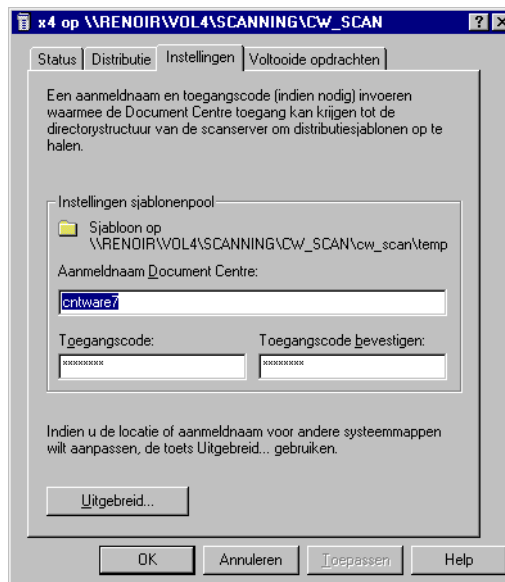 x4 op \\RENOIR\VOL4\SCANNING\CW_SCAN
Status Distributie Instellingen Voltooide opdrachten
Een aanmeldnaam en toegangscode (indien nodig) invoeren
waarmee de Document Centre toegang kan krijgen tot de
directorystructuur van de scanserver om distributiesjablonen op te
halen.
Instellingen sjablonenpool
Sjabloon op
\\RENOIR\VOL4\SCANNING\CW_SCAN\cw_scan\temp
Aanmeldnaam Document Centre:
cntware7
Toegangscode: Toegangscode bevestigen:
******** ********
Indien u de locatie of aanmeldnaam voor andere systeemmappen
wilt aanpassen, de toets Uitgebreid... gebruiken.
Uitgebreid...
OK Annuleren Toepassen Help